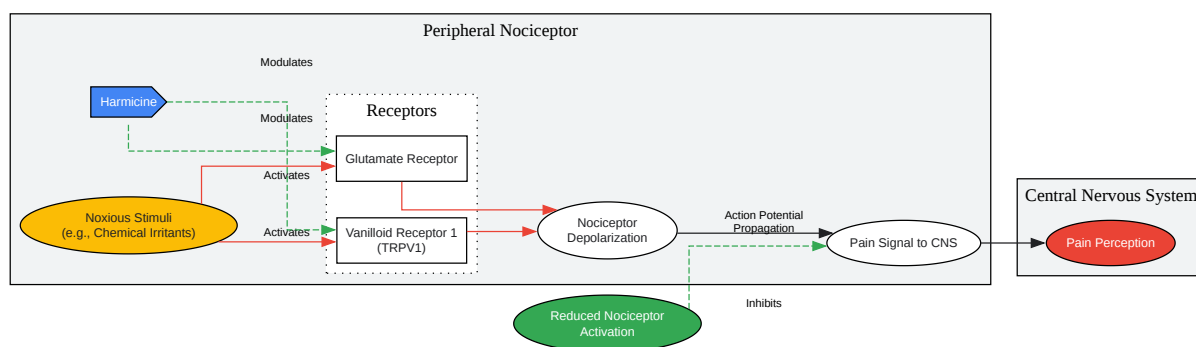 Peripheral Nociceptor
Modulates
Harmicine
Modulates
Receptors
Glutamate Receptor
Activates
Noxious Stimuli
(e.g., Chemical Irritants)
Activates
Vanilloid Receptor 1
(TRPV1)
Nociceptor
Depolarization
Action Potential
Propagation
Pain Signal to CNS
Central Nervous System
Pain Perception
Inhibits
Reduced Nociceptor
Activation